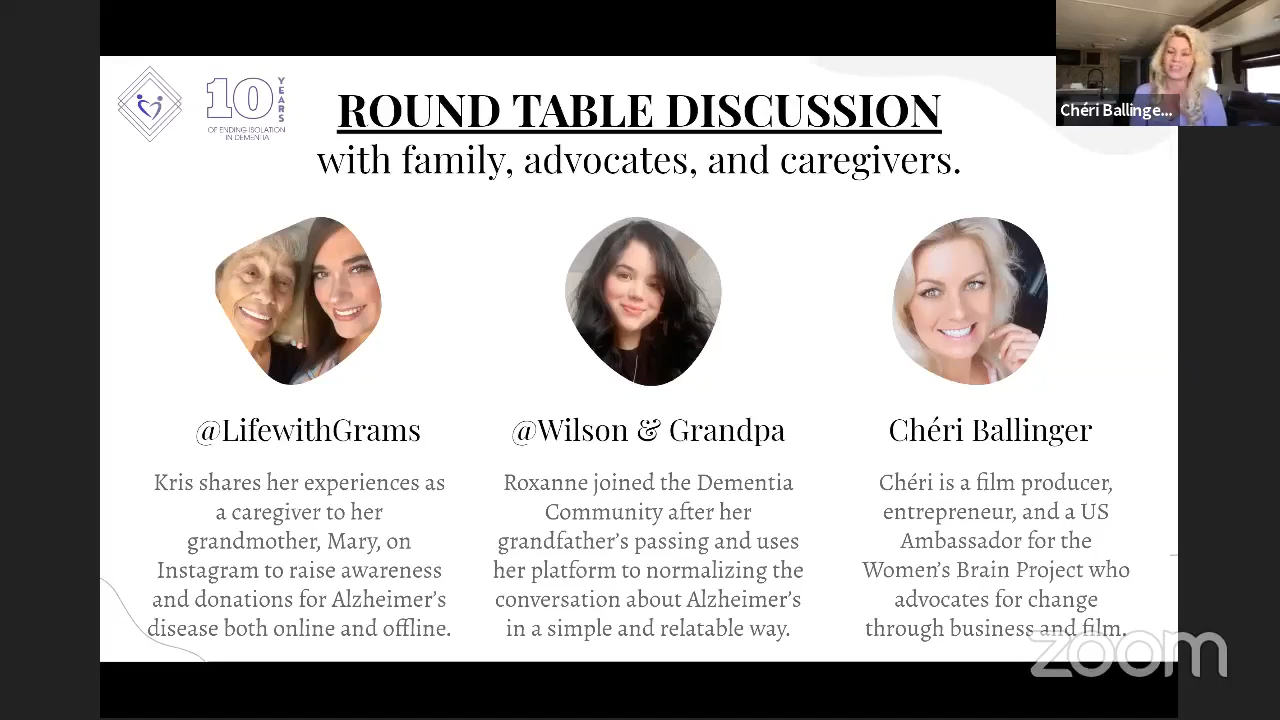 10 YEARS
OF ENDING ISOLATION
IN DEMENTIA
ROUND TABLE DISCUSSION
with family, advocates, and caregivers.
Chéri Ballinge...
@LifewithGrams
Kris shares her experiences as
a caregiver to her
grandmother, Mary, on
Instagram to raise awareness
and donations for Alzheimer’s
disease both online and offline.
@Wilson & Grandpa
Roxanne joined the Dementia
Community after her
grandfather’s passing and uses
her platform to normalizing the
conversation about Alzheimer’s
in a simple and relatable way.
Chéri Ballinger
Chéri is a film producer,
entrepreneur, and a US
Ambassador for the
Women’s Brain Project who
advocates for change
through business and film.
zoom